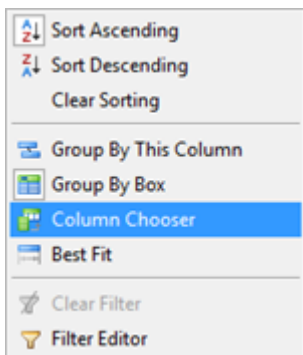 Sort Ascending
Sort Descending
Clear Sorting
Group By This Column
Group By Box
Column Chooser
Best Fit
Clear Filter
Filter Editor